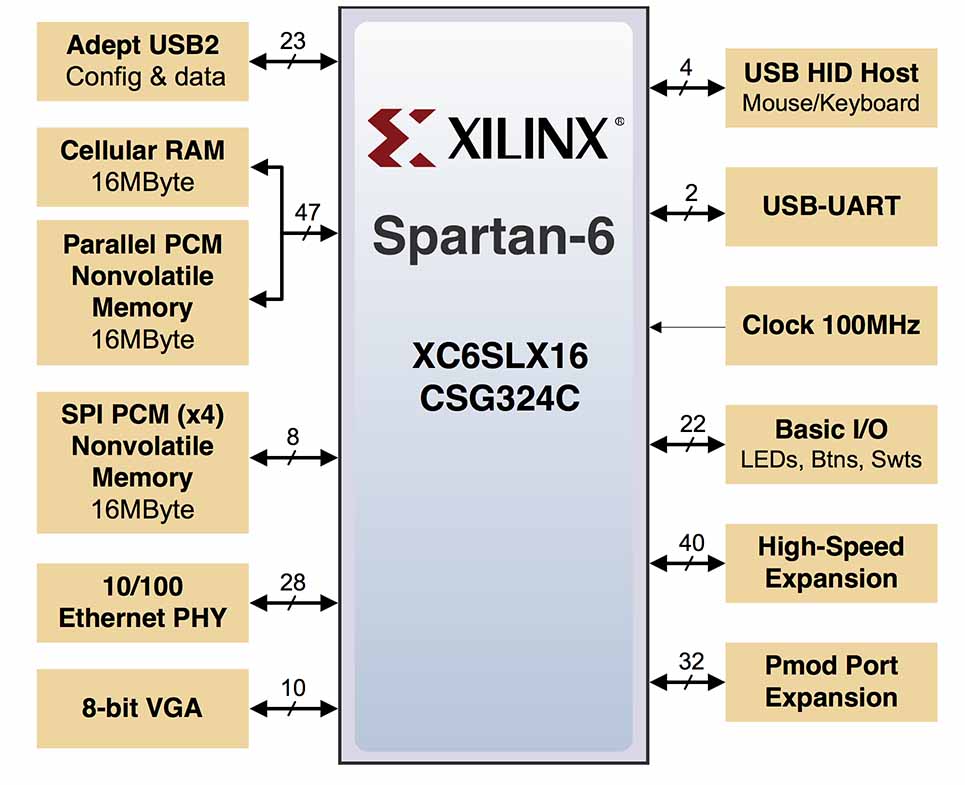 Adept USB2
Config & data
23
Cellular RAM
16MByte
47
Parallel PCM
Nonvolatile
Memory
16MByte
SPI PCM (x4)
Nonvolatile
Memory
16MByte
8
10/100
Ethernet PHY
28
8-bit VGA
10
XILINX®
Spartan-6
XC6SLX16
CSG324C
4
USB HID Host
Mouse/Keyboard
2
USB-UART
Clock 100MHz
22
Basic I/O
LEDs, Btns, Swts
40
High-Speed
Expansion
32
Pmod Port
Expansion